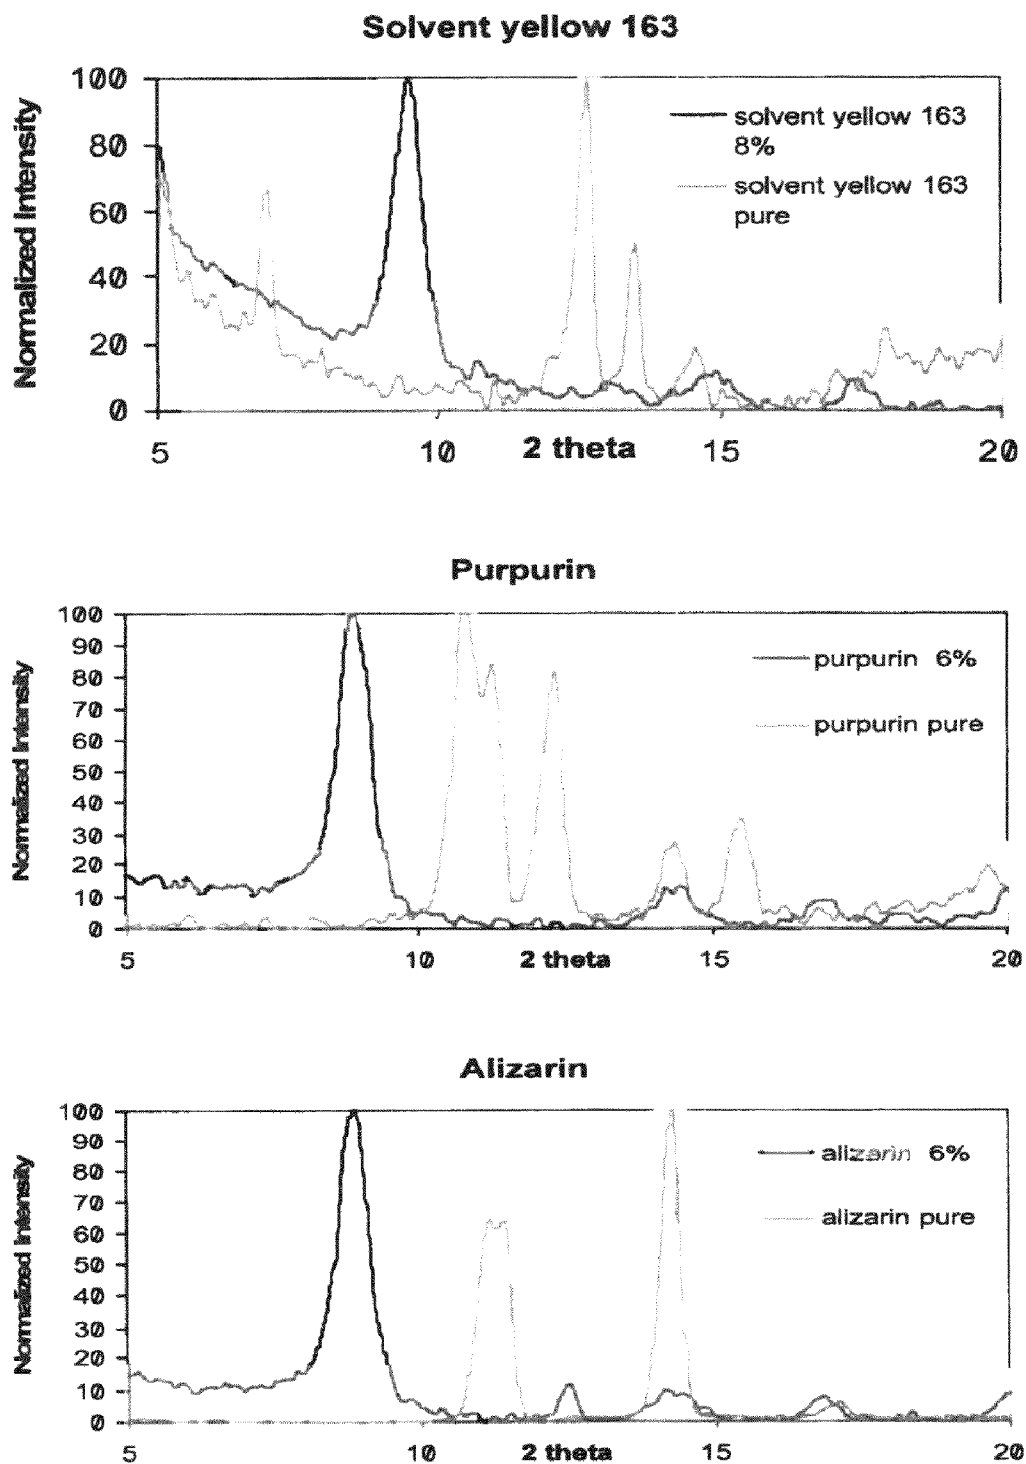 Solvent yellow 163
Normalized Intensity
100
80
60
40
20
0
5
10
2 theta
15
20
solvent yellow 163
8%
solvent yellow 163
pure
Purpurin
Normalized Intensity
100
90
80
70
60
50
40
30
20
10
0
5
10
2 theta
15
20
purpurin 6%
purpurin pure
Alizarin
Normalized Intensity
100
90
80
70
60
50
40
30
20
10
0
5
10
2 theta
15
20
alizarin 6%
alizarin pure